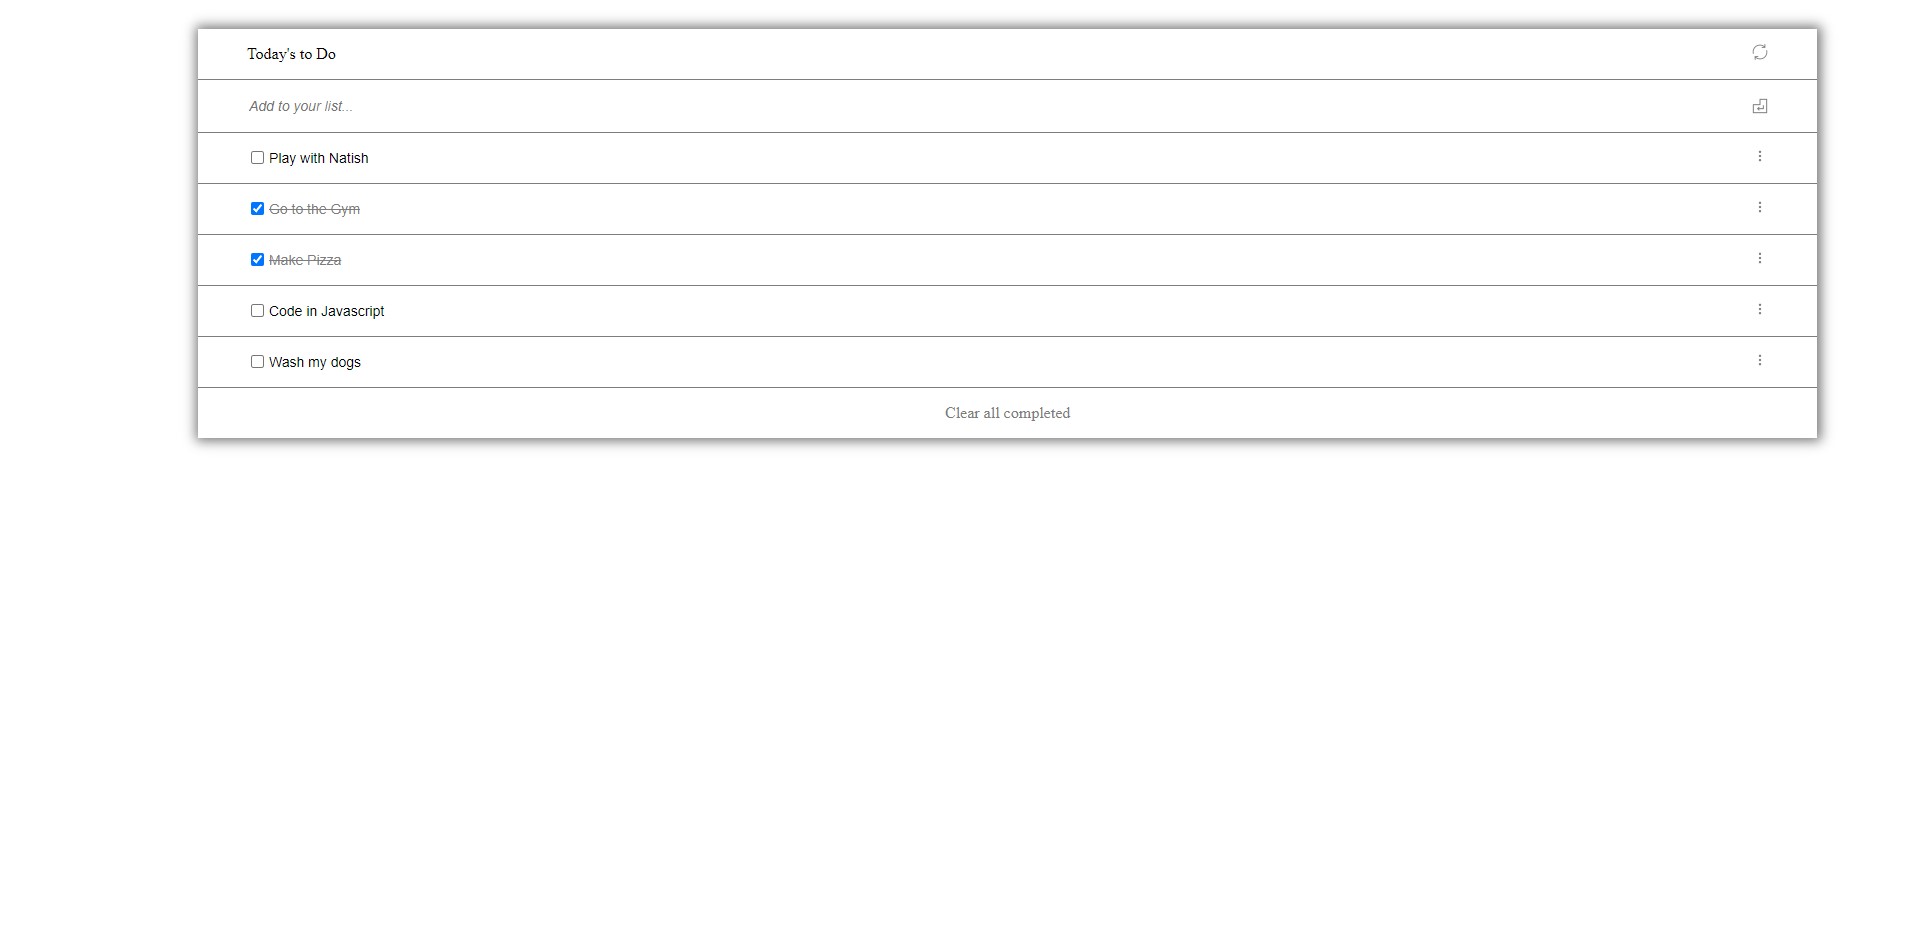 Today's to Do
Add to your list...
Play with Natish
Go to the Gym
Make Pizza
Code in Javascript
Wash my dogs
Clear all completed